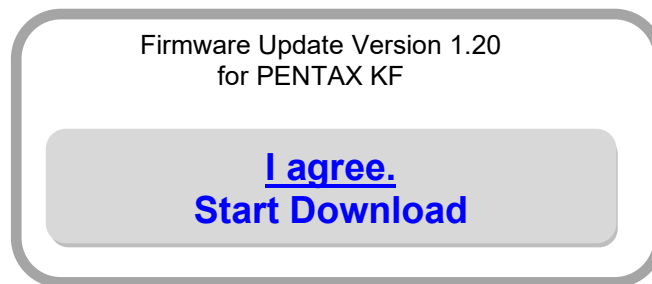 Firmware Update Version 1.20
for PENTAX KF
I agree.
Start Download